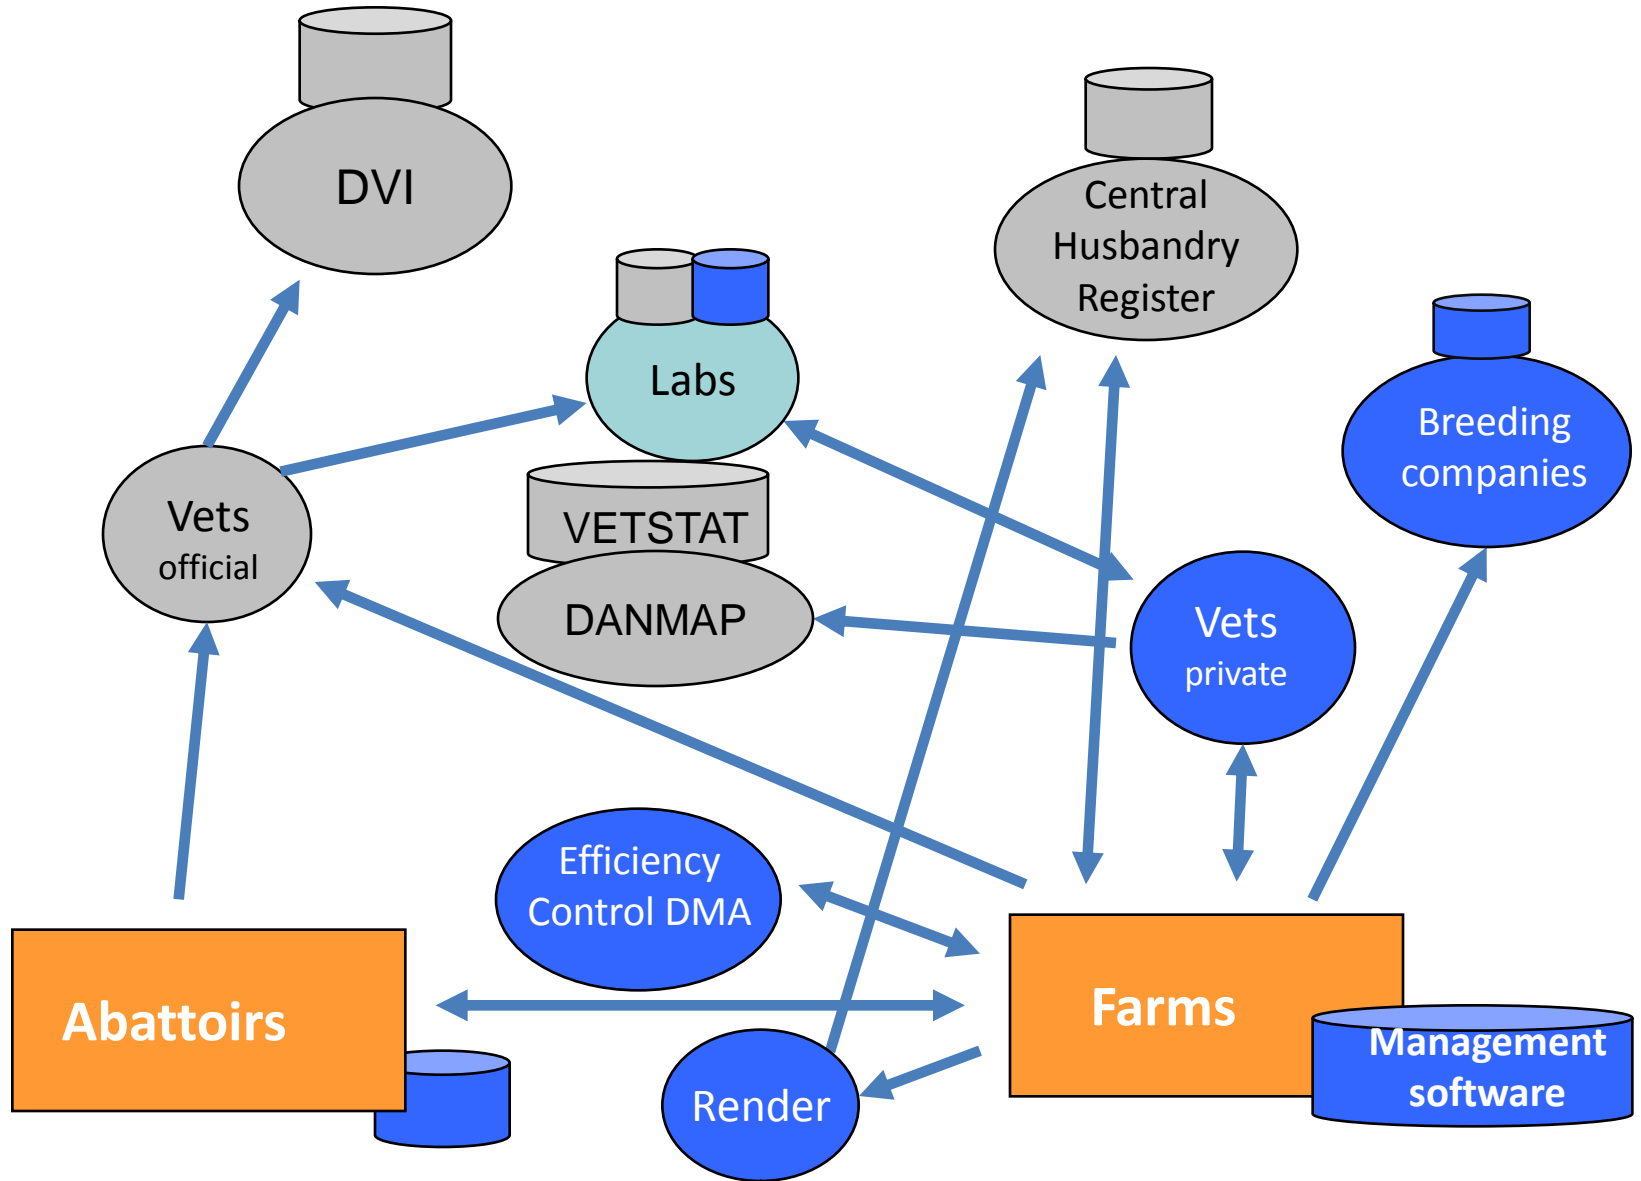 DVI
Central
Husbandry
Register
Labs
Breeding
companies
Vets
official
VETSTAT
DANMAP
Vets
private
Efficiency
Control DMA
Abattoirs
Farms
Management
software
Render